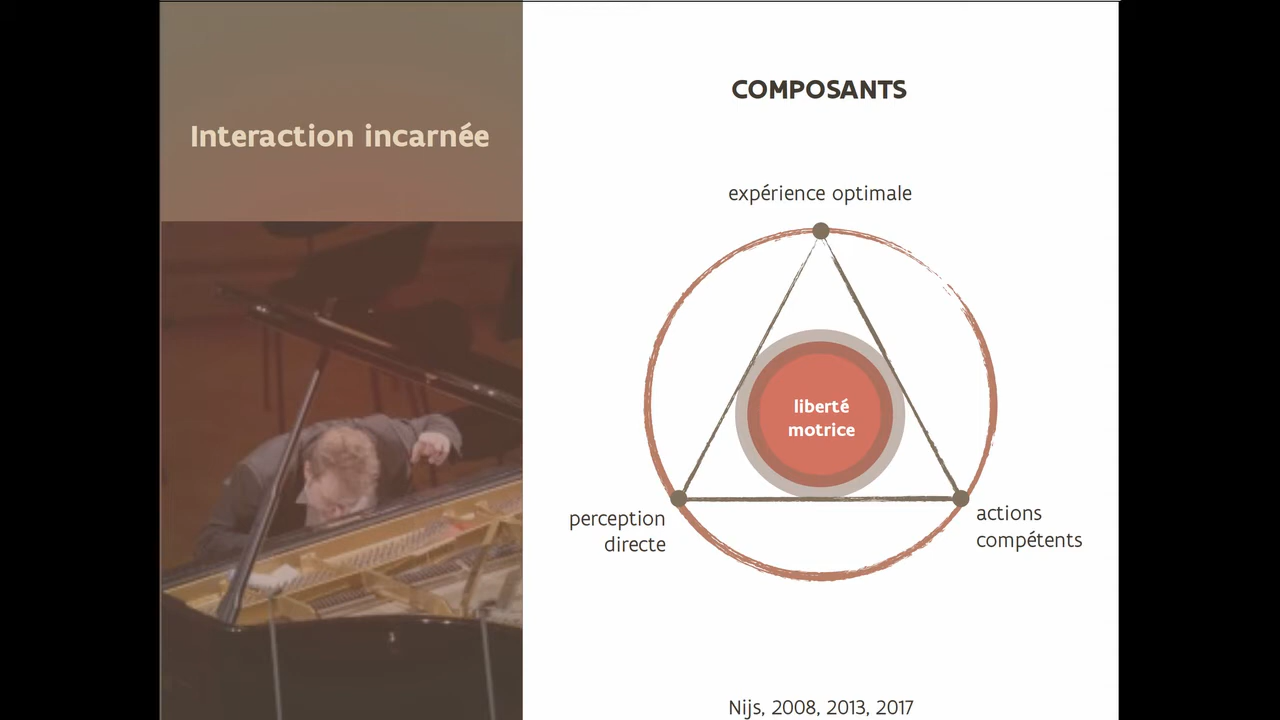 Interaction incarnée
COMPOSANTS
expérience optimale
liberté
motrice
perception
directe
actions
compétents
Nijs, 2008, 2013, 2017